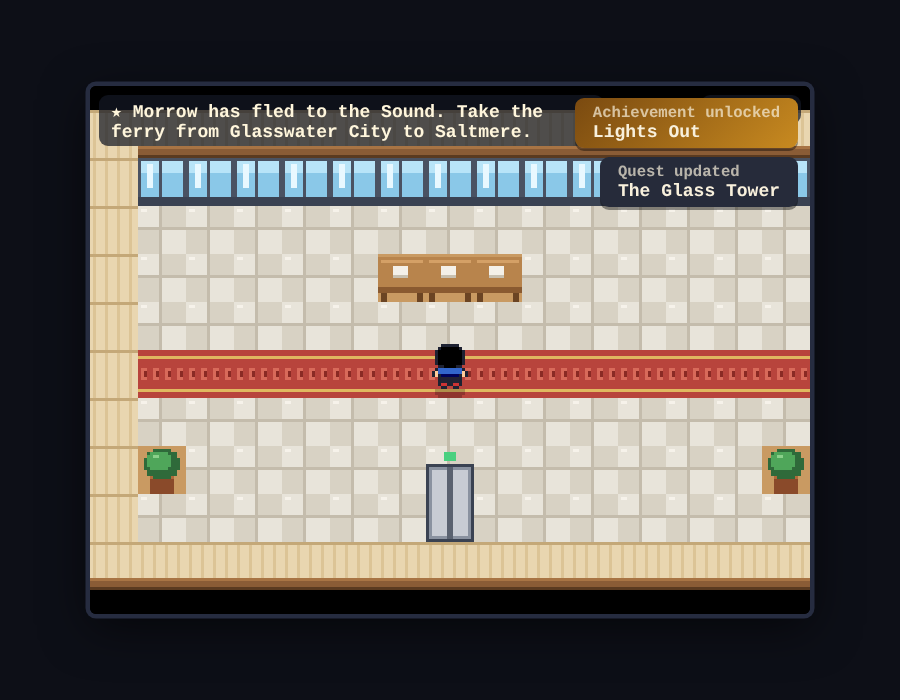 ★ Morrow has fled to the Sound. Take the
ferry from Glasswater City to Saltmere.
Achievement unlocked
Lights Out
Quest updated
The Glass Tower